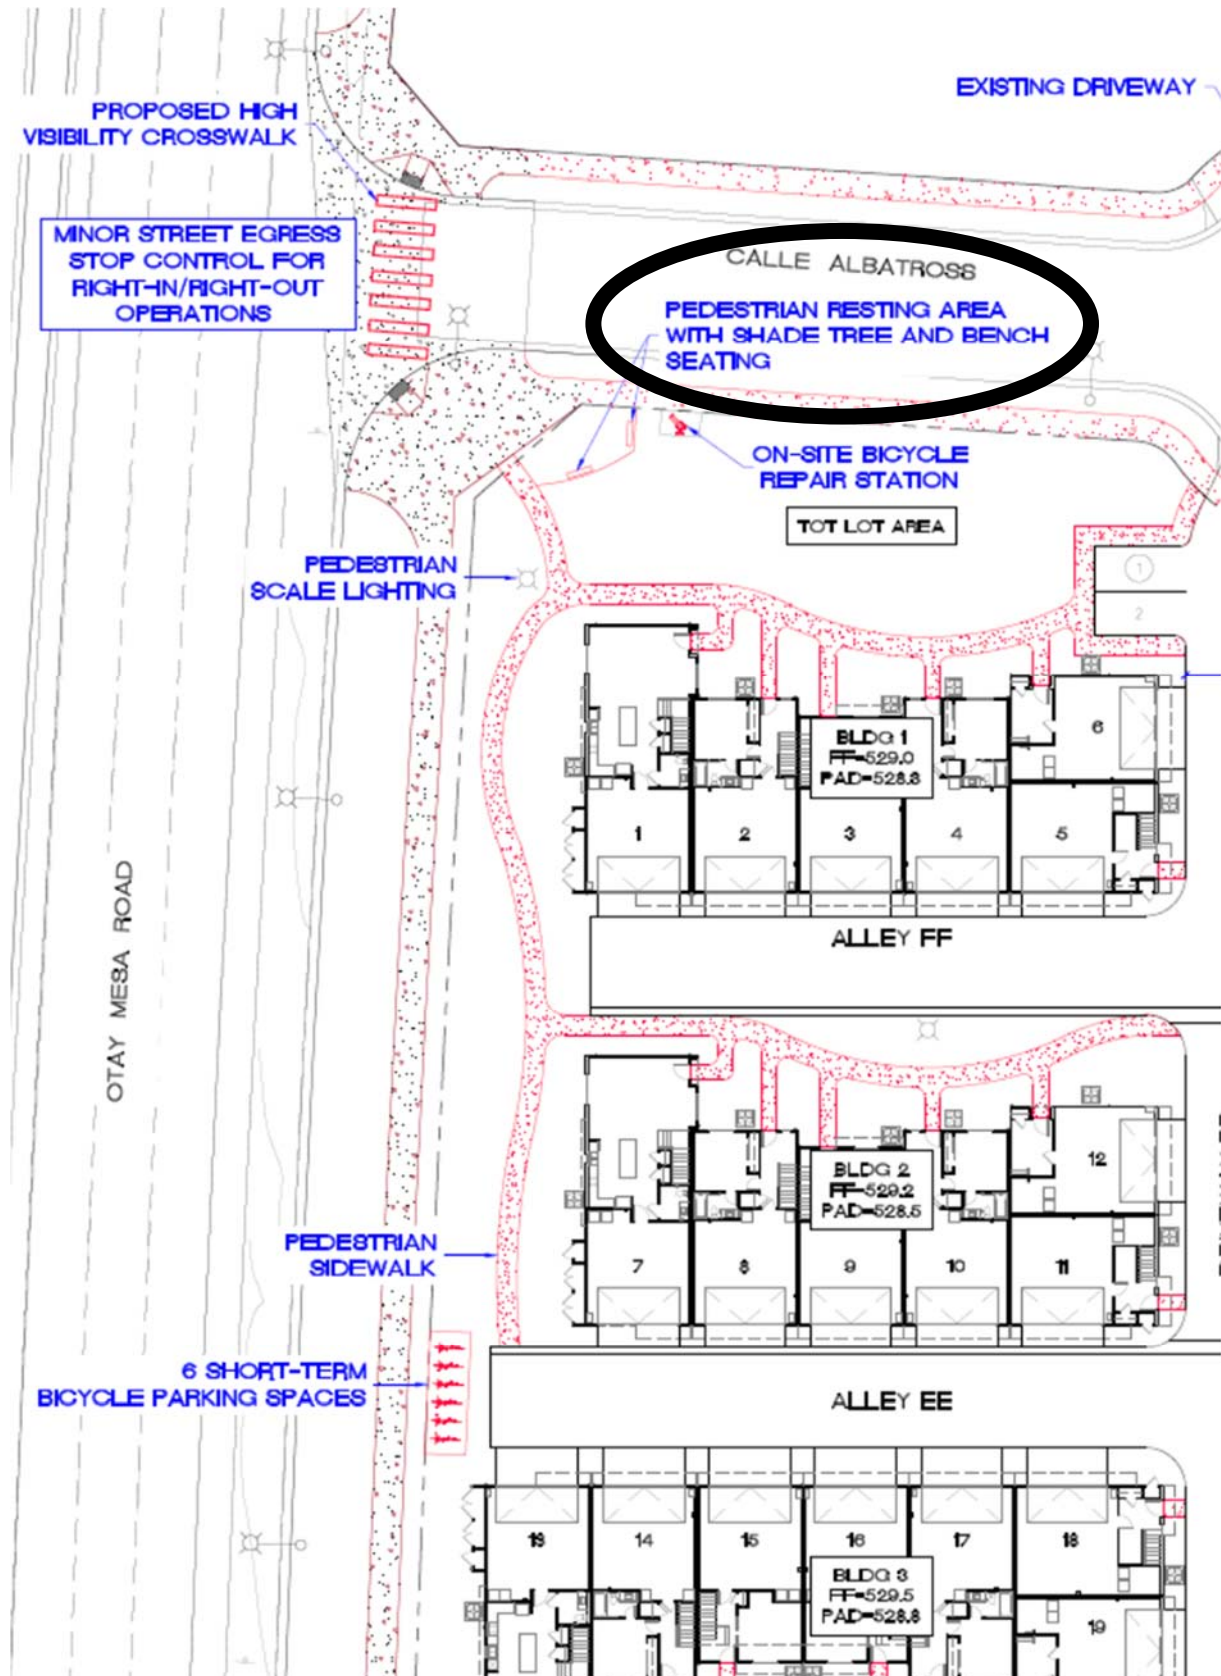 EXISTING DRIVEWAY
PROPOSED HIGH
VISIBILITY CROSSWALK
MINOR STREET EGRESS
STOP CONTROL FOR
RIGHT-IN/RIGHT-OUT
OPERATIONS
CALLE ALBATROSS
PEDESTRIAN RESTING AREA
WITH SHADE TREE AND BENCH
SEATING
ON-SITE BICYCLE
REPAIR STATION
TOT LOT AREA
PEDESTRIAN
SCALE LIGHTING
1
2
6
BLDG 1
FF=529.0
PAD=528.3
1
2
3
4
5
OTAY MESA ROAD
ALLEY FF
12
BLDG 2
FF=529.2
PAD=528.5
PEDESTRIAN
SIDEWALK
7
8
9
10
11
6 SHORT-TERM
BICYCLE PARKING SPACES
ALLEY EE
13
14
15
16
17
18
BLDG 3
FF=529.5
PAD=528.8
19